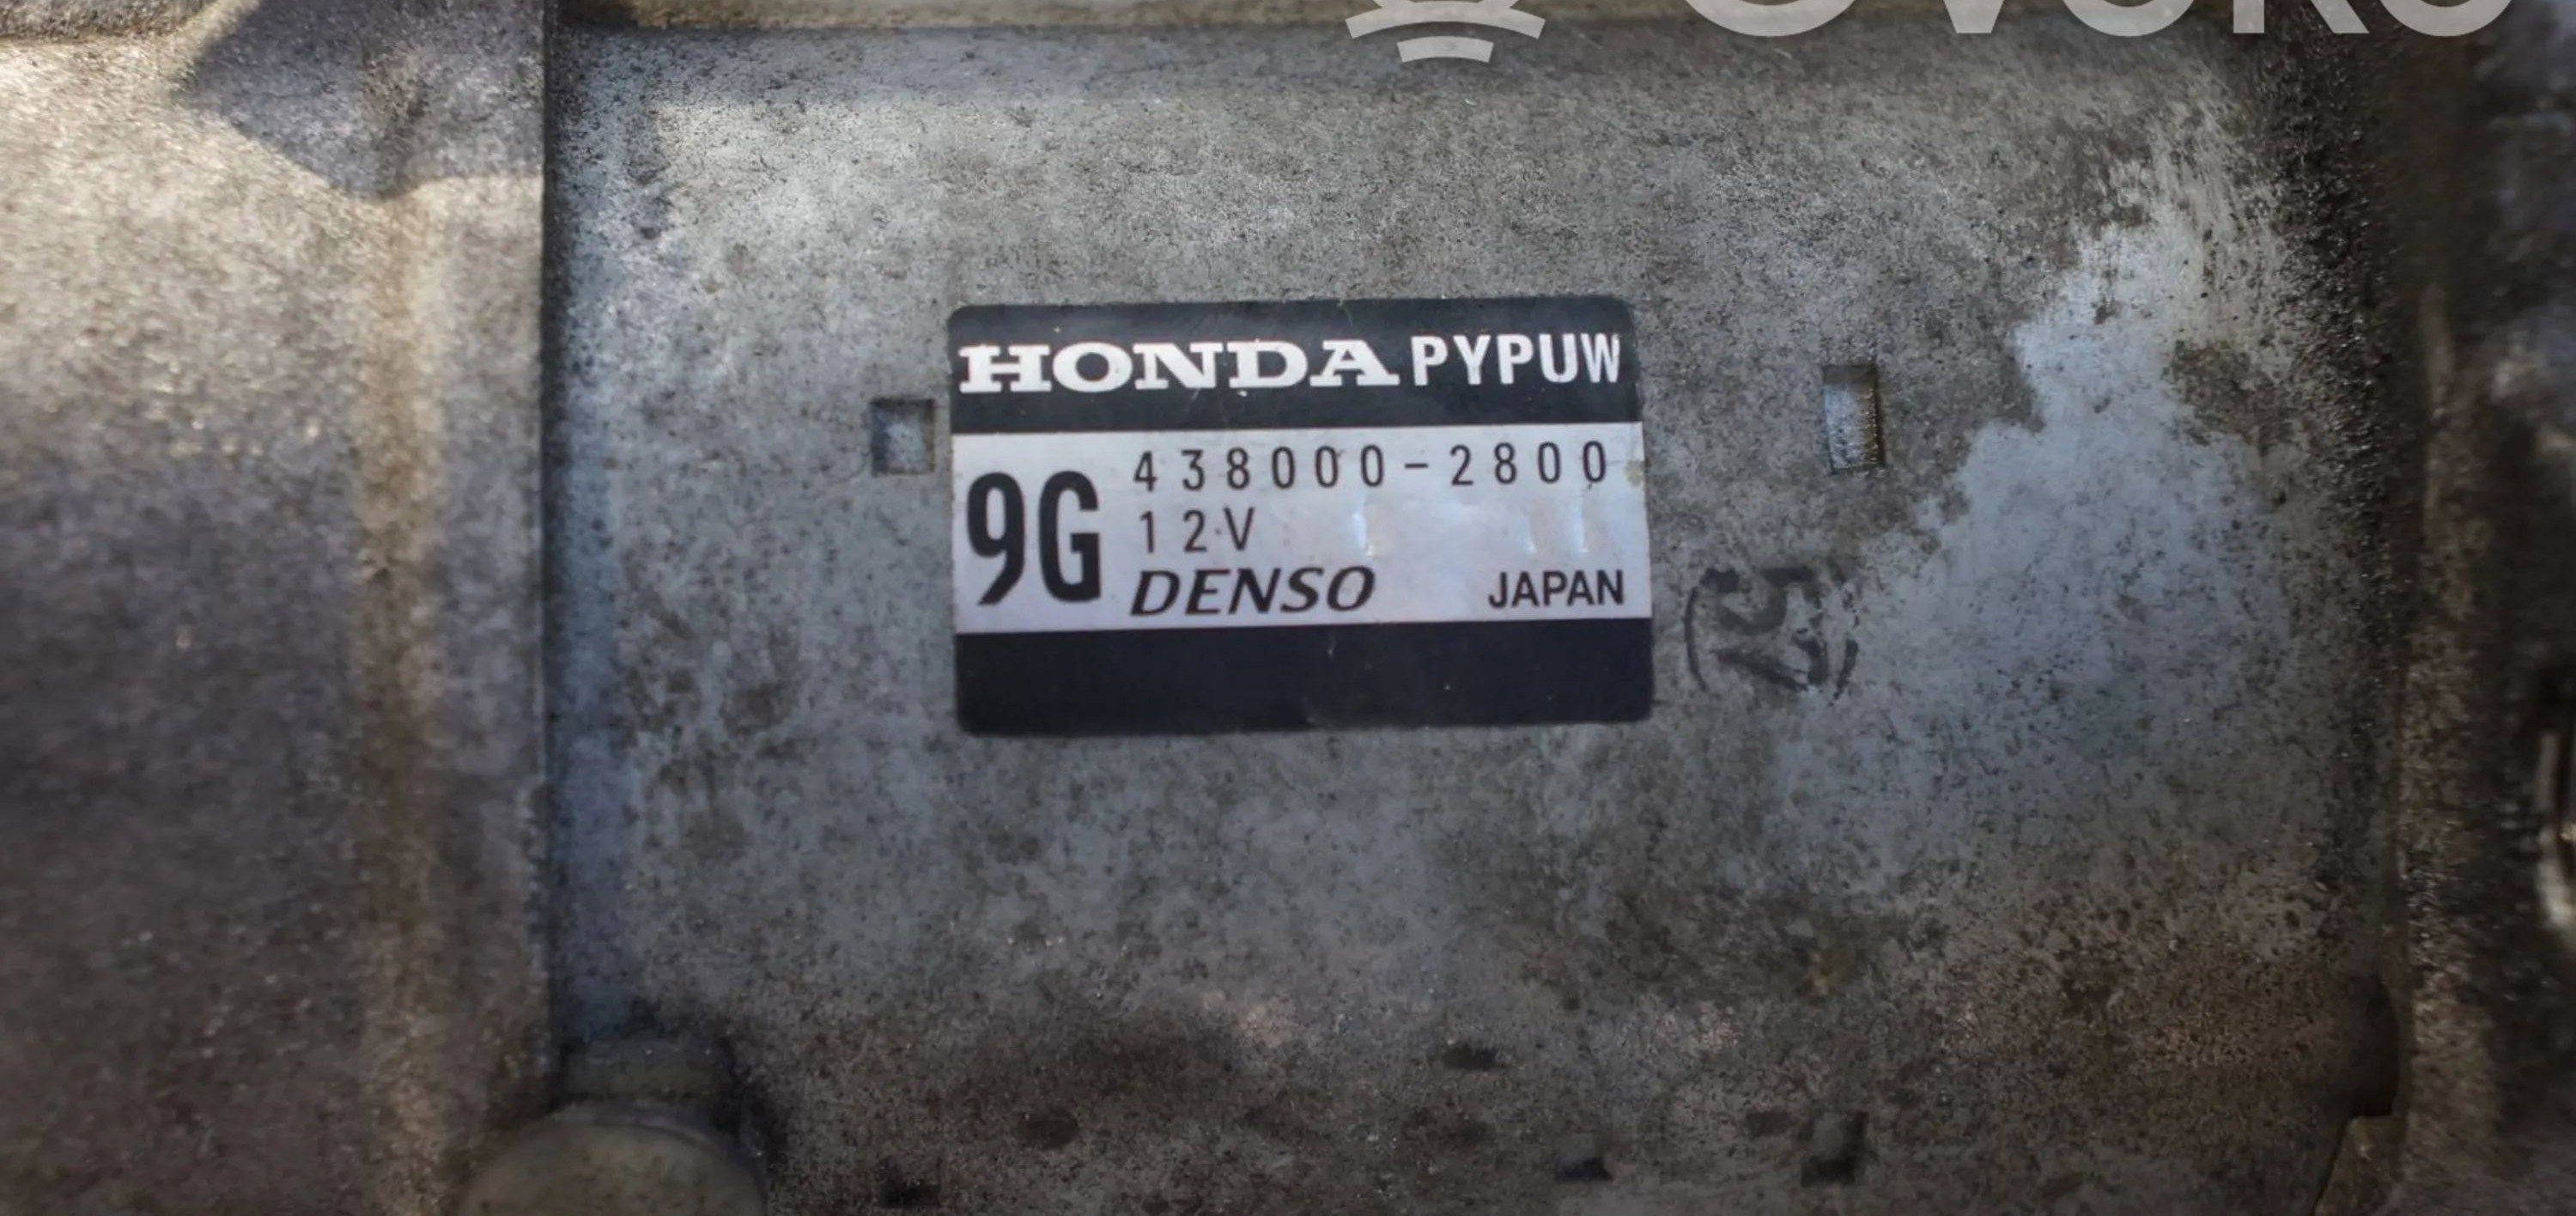 HONDA PYPUW
9G
438000-2800
12V
DENSO JAPAN